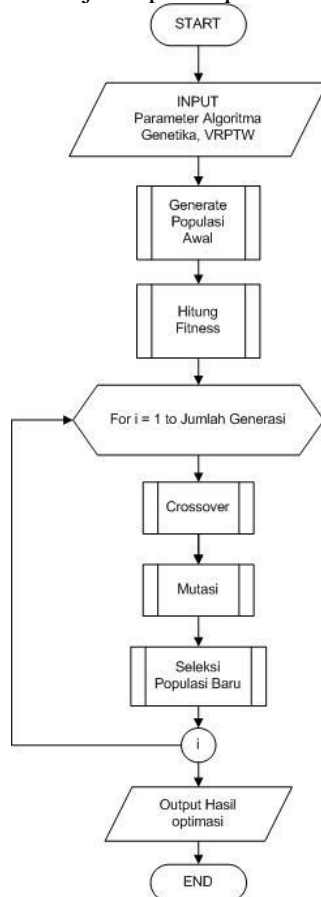 START
INPUT
Parameter Algoritma
Genetika, VRPTW
Generate
Populasi
Awal
Hitung
Fitness
For i = 1 to Jumlah Generasi
Crossover
Mutasi
Seleksi
Populasi Baru
i
Output Hasil
optimasi
END